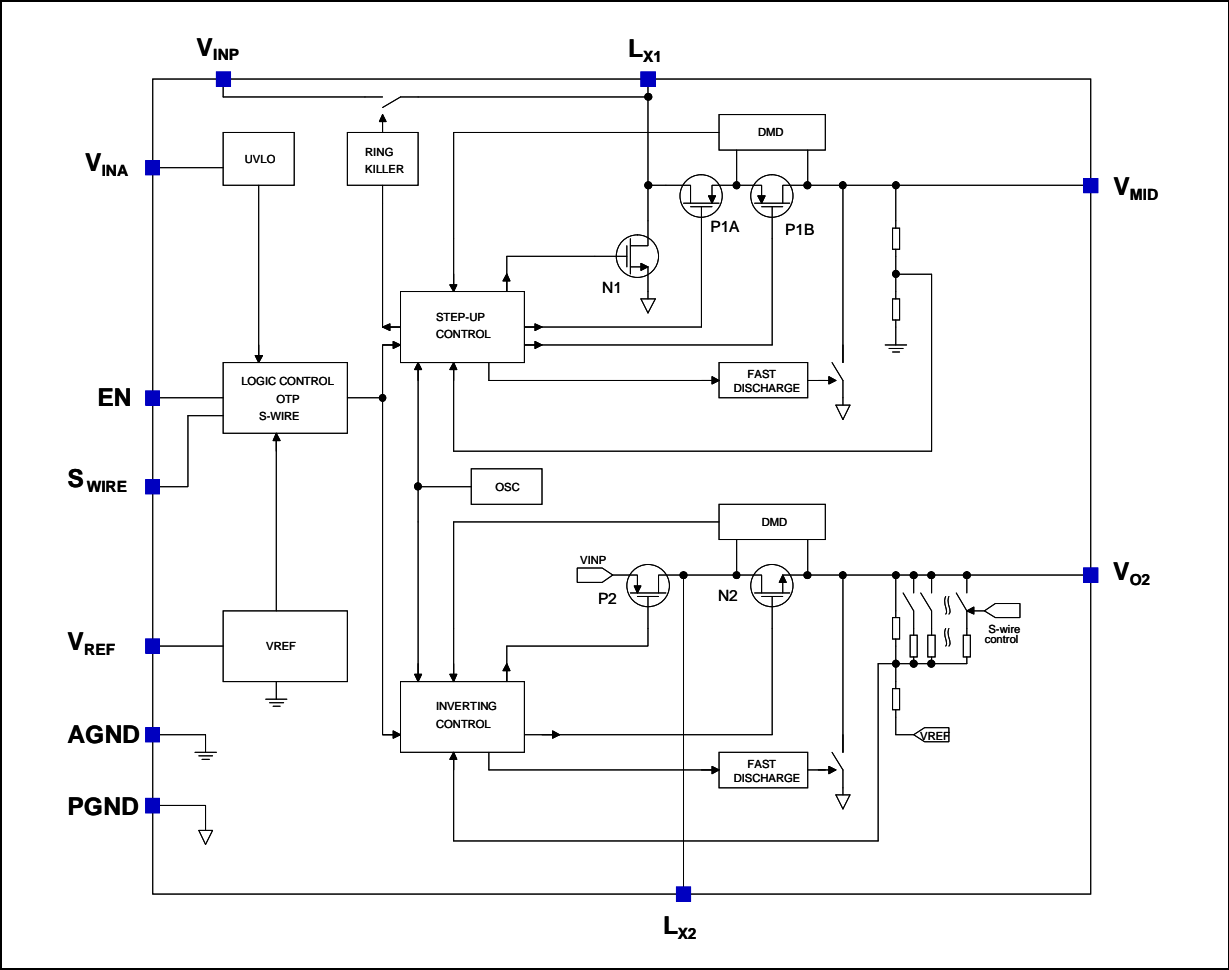 VINP
LX1
DMD
UVLO
RING
KILLER
VINA
VMID
P1A
P1B
N1
STEP-UP
CONTROL
FAST
DISCHARGE
LOGIC CONTROL
OTP
S-WIRE
EN
SWIRE
OSC
DMD
VINP
P2
N2
VO2
S-wire
control
VREF
VREF
INVERTING
CONTROL
VREF
AGND
FAST
DISCHARGE
PGND
LX2